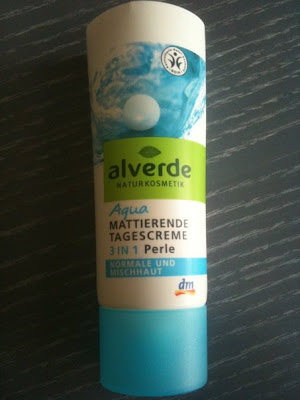 alverde
NATURKOSMETIK
Aqua
MATTIERENDE
TAGESCREME
3 IN 1 Perle
NORMALE UND
MISCHHAUT
dm